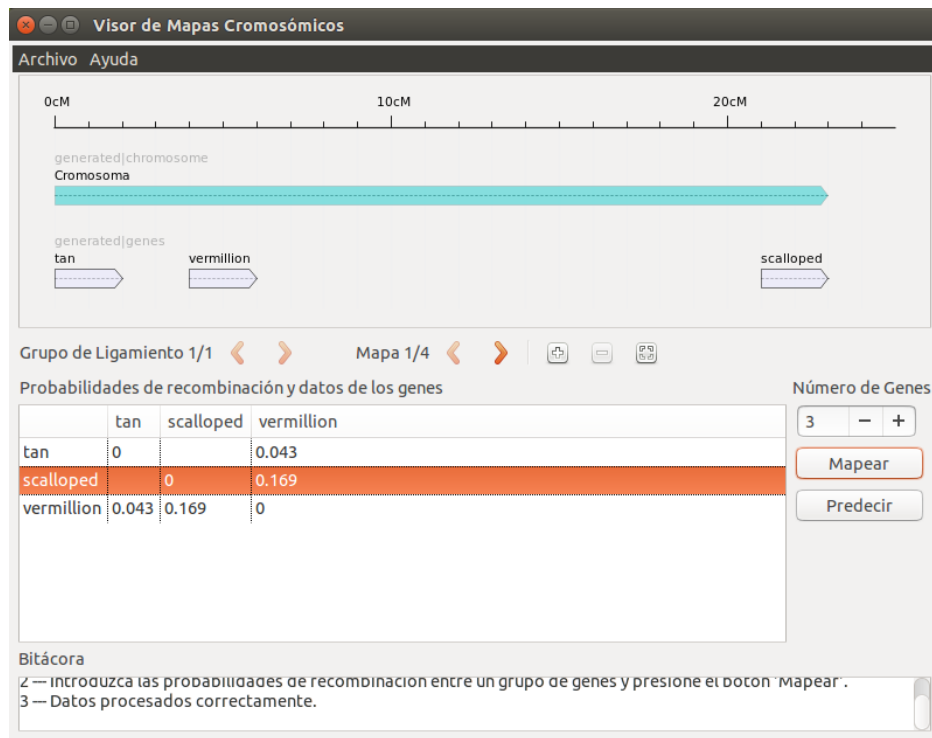 Visor de Mapas Cromosómicos
Archivo Ayuda
0cM 10cM 20cM
generated|chromosome
Cromosoma
generated|genes
tan vermillion scalloped
Grupo de Ligamiento 1/1 Mapa 1/4
Probabilidades de recombinación y datos de los genes Número de Genes
tan scalloped vermillion 3
tan 0 0.043
Mapear
scalloped 0 0.169
vermillion 0.043 0.169 0
Predecir
Bitácora
2 -- Introduzca las probabilidades de recombinación entre un grupo de genes y presione el botón 'Mapear'.
3 -- Datos procesados correctamente.